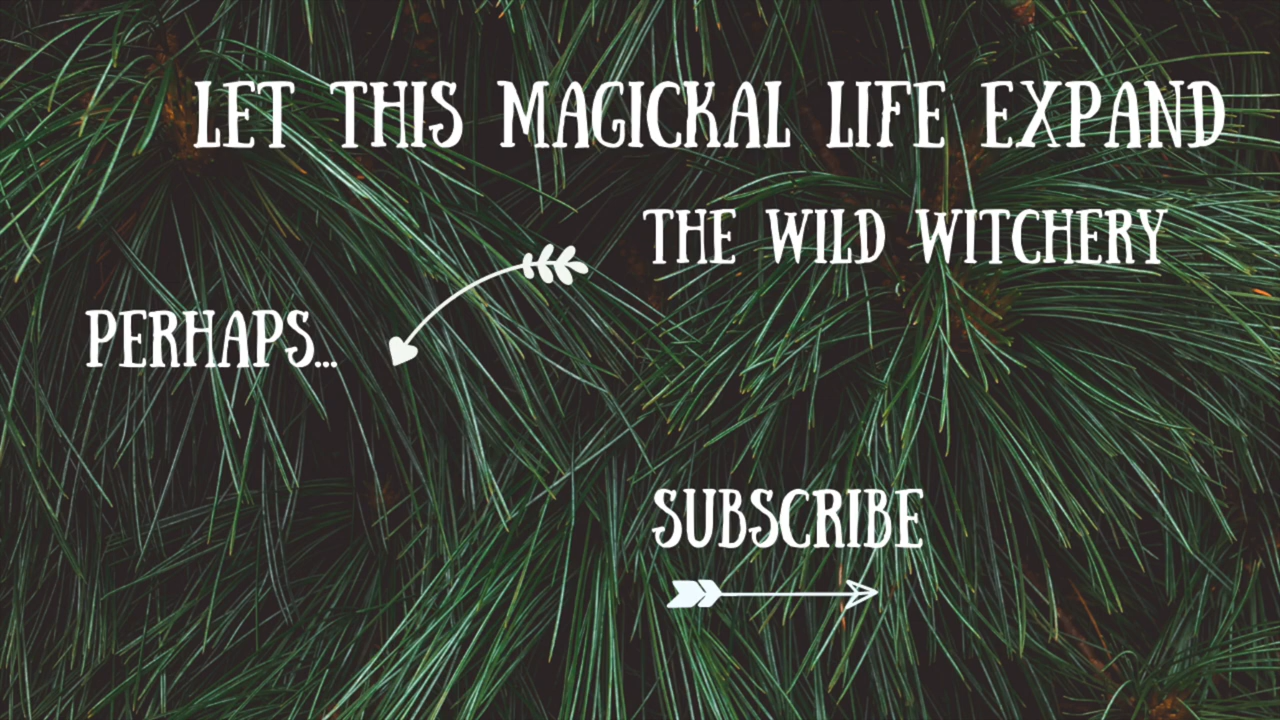 LET THIS MAGICKAL LIFE EXPAND
THE WILD WITCHERY
PERHAPS...
SUBSCRIBE